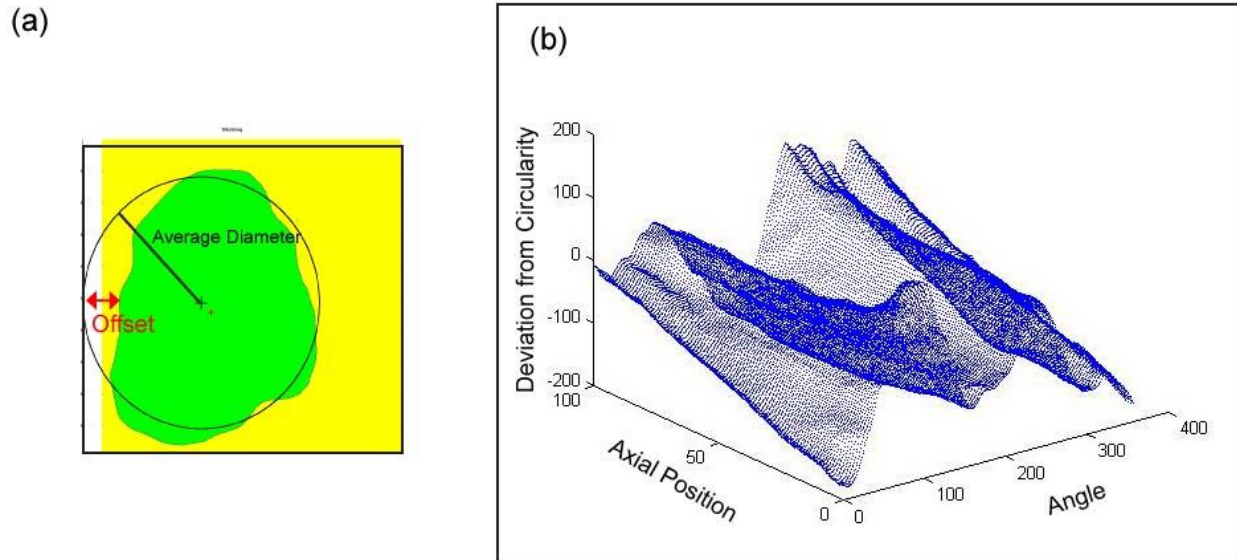 (a)
Average Diameter
Offset
(b)
Deviation from Circularity
200
100
0
-100
-200
100
50
0
Axial Position
0
100
200
300
400
Angle